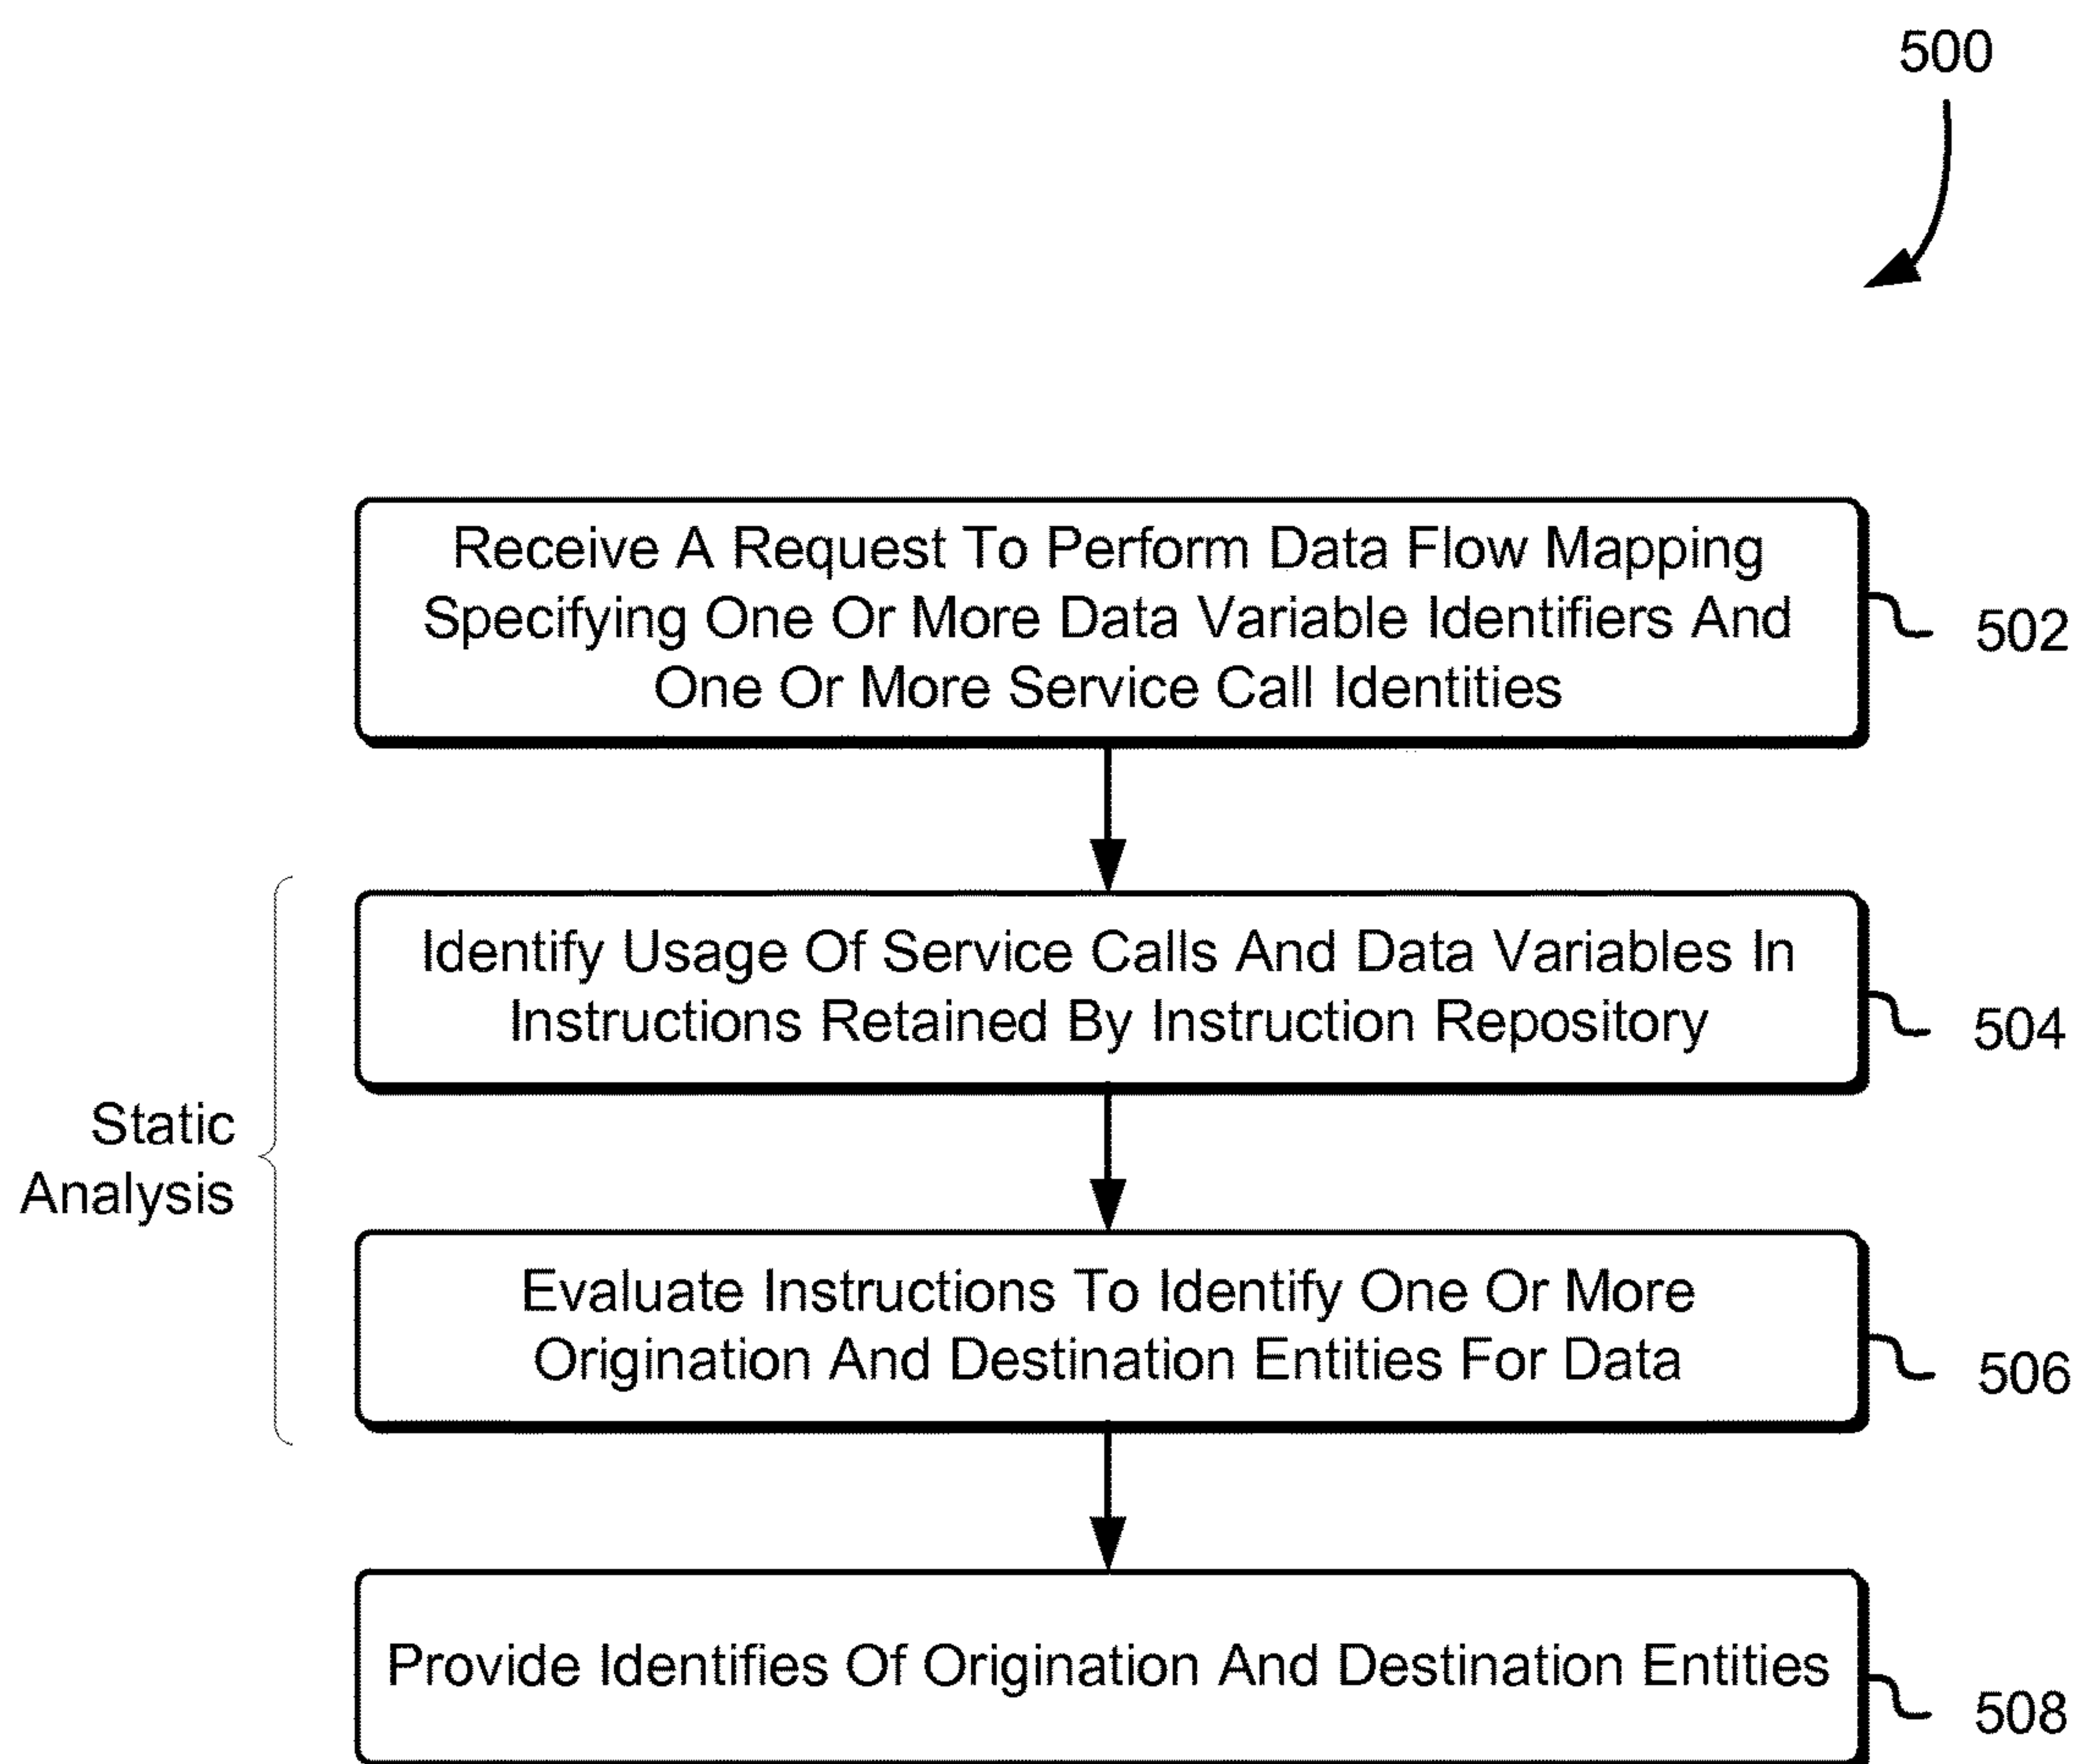 500
Receive A Request To Perform Data Flow Mapping
Specifying One Or More Data Variable Identifiers And
One Or More Service Call Identities
502
Identify Usage Of Service Calls And Data Variables In
Instructions Retained By Instruction Repository
504
Static
Analysis
Evaluate Instructions To Identify One Or More
Origination And Destination Entities For Data
506
Provide Identifies Of Origination And Destination Entities
508